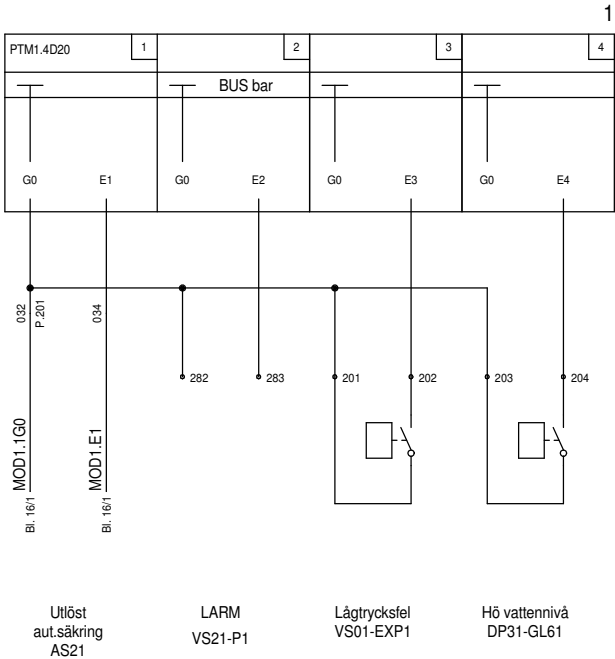 1
PTM1.4D20
1
2
3
4
BUS bar
G0
E1
G0
E2
G0
E3
G0
E4
032
P.201
034
282
283
201
202
203
204
MOD1.1G0
MOD1.E1
Bl. 16/1
Bl. 16/1
Utlöst
aut.säkring
AS21
LARM
VS21-P1
Lågtrycksfel
VS01-EXP1
Hö vattennivå
DP31-GL61